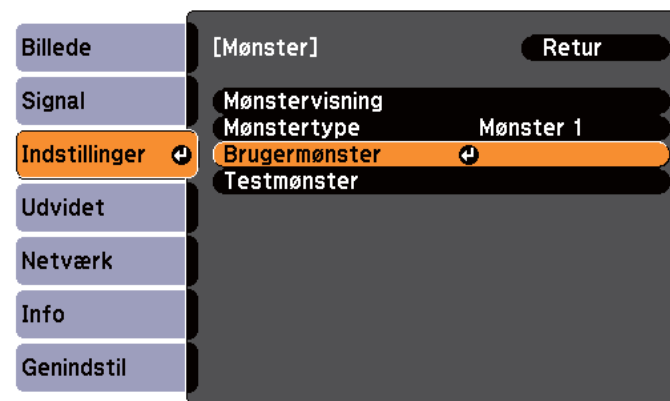 Billede
Signal
Indstillinger
Udvidet
Netværk
Info
Genindstil
[Mønster] Retur
Mønstervisning
Mønstertype Mønster 1
Brugermønster
Testmønster